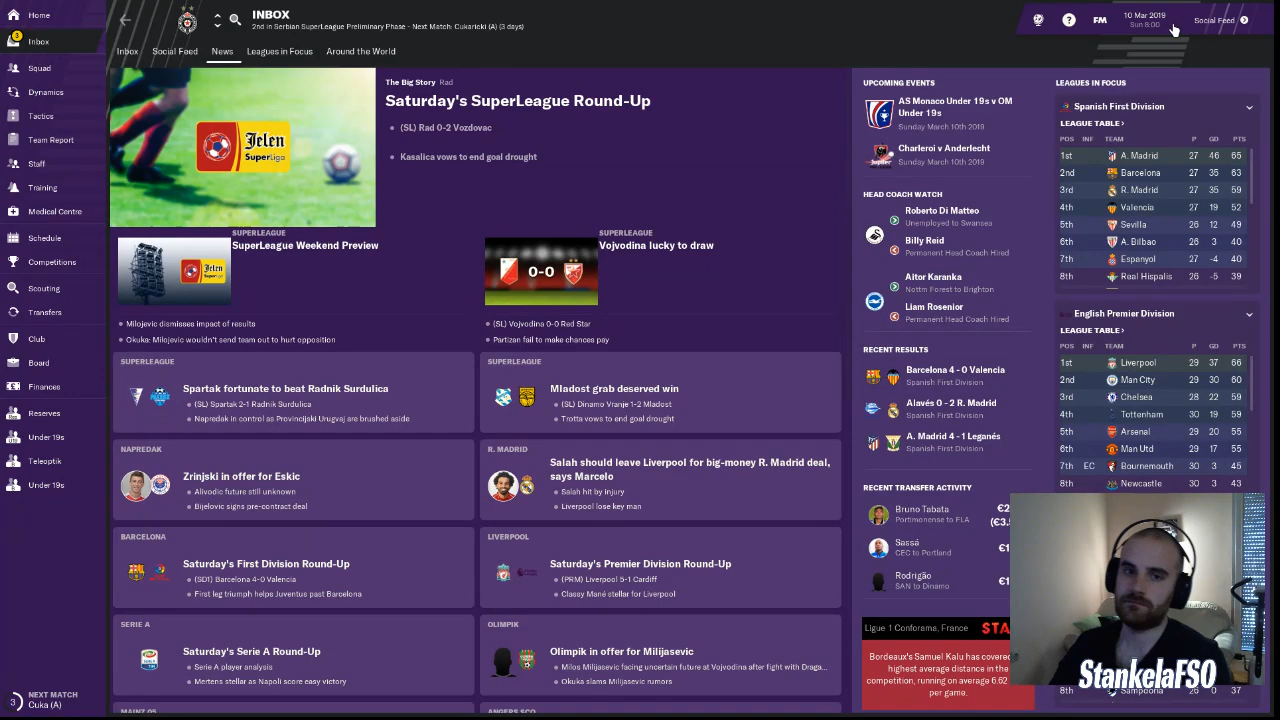 Home
INBOX
2nd in Serbian SuperLeague Preliminary Phase - Next Match: Cukaricki (A) (3 days)
FM
10 Mar 2019
Sun 8:00
Social Feed
3
Inbox
Squad
Dynamics
Tactics
Team Report
Staff
Training
Medical Centre
Schedule
Competitions
Scouting
Transfers
Club
Board
Finances
Reserves
Under 19s
Teleoptik
Under 19s
3
NEXT MATCH
Cuka (A)
Inbox
Social Feed
News
Leagues in Focus
Around the World
Jelen
SuperLiga
The Big Story Rad
Saturday's SuperLeague Round-Up
(SL) Rad 0-2 Vozdovac
Kasalica vows to end goal drought
SUPERLEAGUE
SuperLeague Weekend Preview
Milojevic dismisses impact of results
Okuka: Milojevic wouldn't send team out to hurt opposition
SUPERLEAGUE
Vojvodina lucky to draw
0-0
(SL) Vojvodina 0-0 Red Star
Partizan fail to make chances pay
SUPERLEAGUE
Spartak fortunate to beat Radnik Surdulica
(SL) Spartak 2-1 Radnik Surdulica
Napredak in control as Provincijski Urugvaj are brushed aside
SUPERLEAGUE
Mladost grab deserved win
(SL) Dinamo Vranje 1-2 Mladost
Trotta vows to end goal drought
NAPREDAK
Zrinjski in offer for Eskic
Alivodic future still unknown
Bijelovic signs pre-contract deal
R. MADRID
Salah should leave Liverpool for big-money R. Madrid deal,
says Marcelo
Salah hit by injury
Liverpool lose key man
BARCELONA
Saturday's First Division Round-Up
(SD1) Barcelona 4-0 Valencia
First leg triumph helps Juventus past Barcelona
LIVERPOOL
Saturday's Premier Division Round-Up
(PRM) Liverpool 5-1 Cardiff
Classy Mané stellar for Liverpool
SERIE A
Saturday's Serie A Round-Up
Serie A player analysis
Mertens stellar as Napoli score easy victory
OLIMPIK
Olimpik in offer for Milijasevic
Milos Milijasevic facing uncertain future at Vojvodina after fight with Draga...
Okuka slams Milijasevic rumors
MAINZ 05
ANGERS SCO
UPCOMING EVENTS
AS Monaco Under 19s v OM
Under 19s
Sunday March 10th 2019
Charleroi v Anderlecht
Sunday March 10th 2019
HEAD COACH WATCH
Roberto Di Matteo
Unemployed to Swansea
Billy Reid
Permanent Head Coach Hired
Aitor Karanka
Nottm Forest to Brighton
Liam Rosenior
Permanent Head Coach Hired
RECENT RESULTS
Barcelona 4 - 0 Valencia
Spanish First Division
Alavés 0 - 2 R. Madrid
Spanish First Division
A. Madrid 4 - 1 Leganés
Spanish First Division
RECENT TRANSFER ACTIVITY
Bruno Tabata
Portimonense to FLA
Sassá
CEC to Portland
Rodrigão
SAN to Dinamo
Ligue 1 Conforama, France
Bordeaux's Samuel Kalu has covered
highest average distance in the
competition, running on average 6.62
per game.
LEAGUES IN FOCUS
Spanish First Division
LEAGUE TABLE
POS INF TEAM P GD PTS
1st A. Madrid 27 46 65
2nd Barcelona 27 35 63
3rd R. Madrid 27 35 59
4th Valencia 27 19 52
5th Sevilla 26 12 49
6th A. Bilbao 26 3 40
7th Espanyol 27 -4 40
8th Real Hispalis 26 -5 39
English Premier Division
LEAGUE TABLE
POS INF TEAM P GD PTS
1st Liverpool 29 37 61
2nd Man City 29 30 60
3rd Chelsea 28 22 59
4th Tottenham 30 19 59
5th Arsenal 29 20 55
6th Man Utd 30 17 55
7th EC Bournemouth 30 3 45
8th Newcastle 30 3 43
StankelaFSO
8th Sampdoria 26 0 37